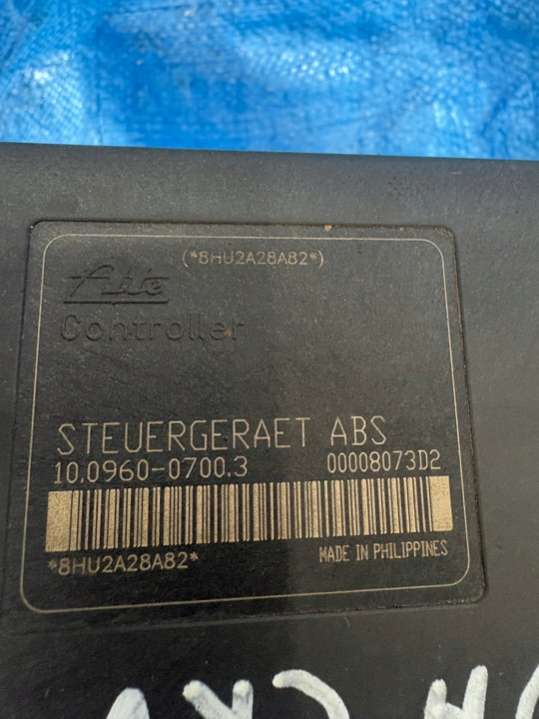 (*8HU2A28A82*)
Ate
Controller
STEUERGERAET ABS
10.0960-0700.3 00008073D2
*8HU2A28A82*
MADE IN PHILIPPINES